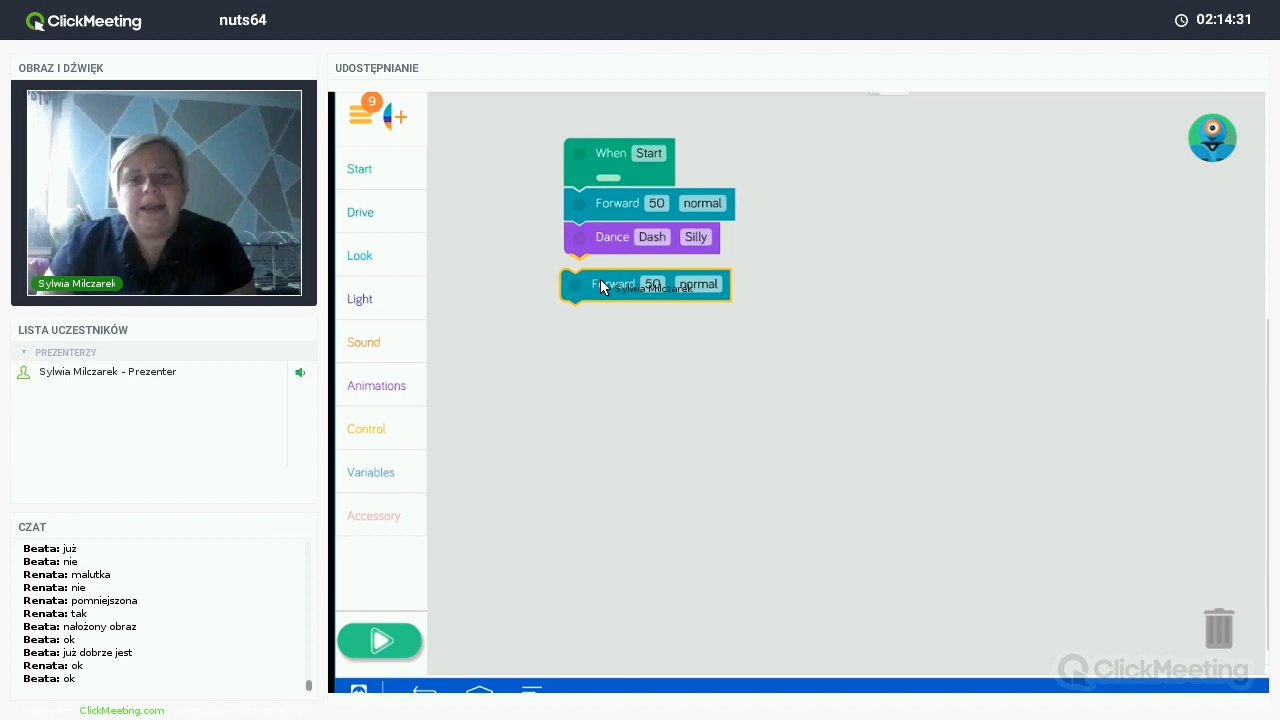 ClickMeeting
nuts64
02:14:31
OBRAZ I DŹWIĘK
Sylwia Milczarek
LISTA UCZESTNIKÓW
PREZENTERZY
Sylwia Milczarek - Prezenter
CZAT
Beata: już
Beata: nie
Renata: malutka
Renata: nie
Renata: pomniejszona
Renata: tak
Beata: nałożony obraz
Beata: ok
Beata: już dobrze jest
Renata: ok
Beata: ok
ClickMeeting.com
UDOSTĘPNIANIE
9
Start
Drive
Look
Light
Sound
Animations
Control
Variables
Accessory
When Start
Forward 50 normal
Dance Dash Silly
Forward 50 normal
Sylwia Milczarek
ClickMeeting